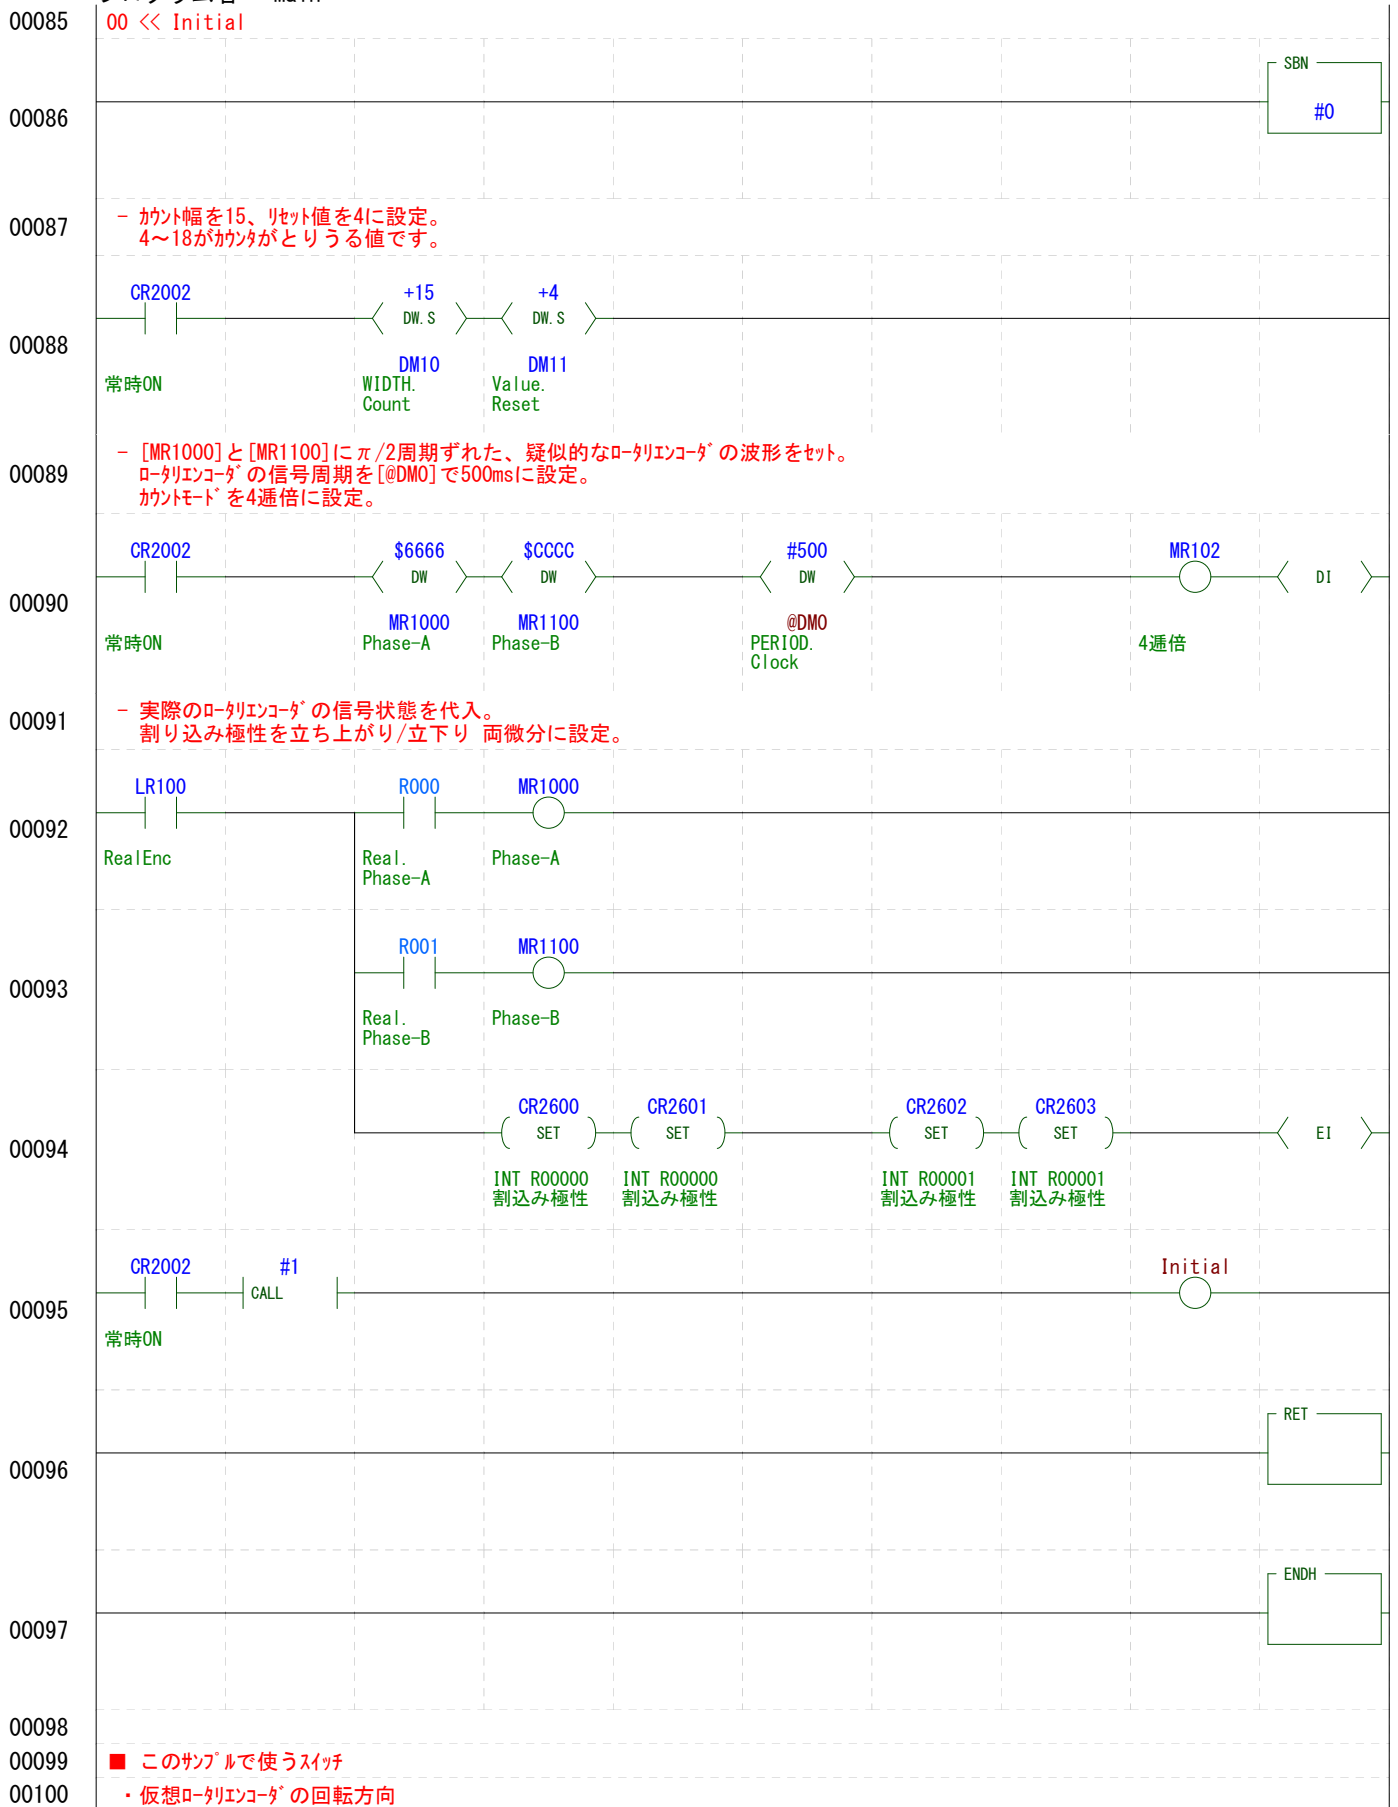 00085 00 << Initial
SBN
00086 #0
00087 - ｶｳﾝﾄ幅を15、ﾘｾｯﾄ値を4に設定。
4～18がｶｳﾝﾀがとりうる値です。
CR2002 +15 +4
DW.S DW.S
00088
DM10 DM11
常時ON WIDTH. Value.
Count Reset
- [MR1000]と[MR1100]にπ/2周期ずれた、疑似的なﾛｰﾀﾘｴﾝｺｰﾀﾞの波形をｾｯﾄ。
00089 ﾛｰﾀﾘｴﾝｺｰﾀﾞの信号周期を[@DM0]で500msに設定。
ｶｳﾝﾄﾓｰﾄﾞを4逓倍に設定。
CR2002 $6666 $CCCC #500 MR102
DW DW DW DI
00090
MR1000 MR1100 @DM0
常時ON Phase-A Phase-B PERIOD. 4逓倍
Clock
00091 - 実際のﾛｰﾀﾘｴﾝｺｰﾀﾞの信号状態を代入。
割り込み極性を立ち上がり/立下り 両微分に設定。
LR100 R000 MR1000
00092
RealEnc Real. Phase-A
Phase-A
R001 MR1100
00093
Real. Phase-B
Phase-B
CR2600 CR2601 CR2602 CR2603
SET SET SET SET EI
00094
INT R00000 INT R00000 INT R00001 INT R00001
割込み極性 割込み極性 割込み極性 割込み極性
CR2002 #1 Initial
CALL
00095
常時ON
RET
00096
ENDH
00097
00098
00099 ■ このｻﾝﾌﾟﾙで使うｽｲｯﾁ
00100 ・仮想ﾛｰﾀﾘｴﾝｺｰﾀﾞの回転方向